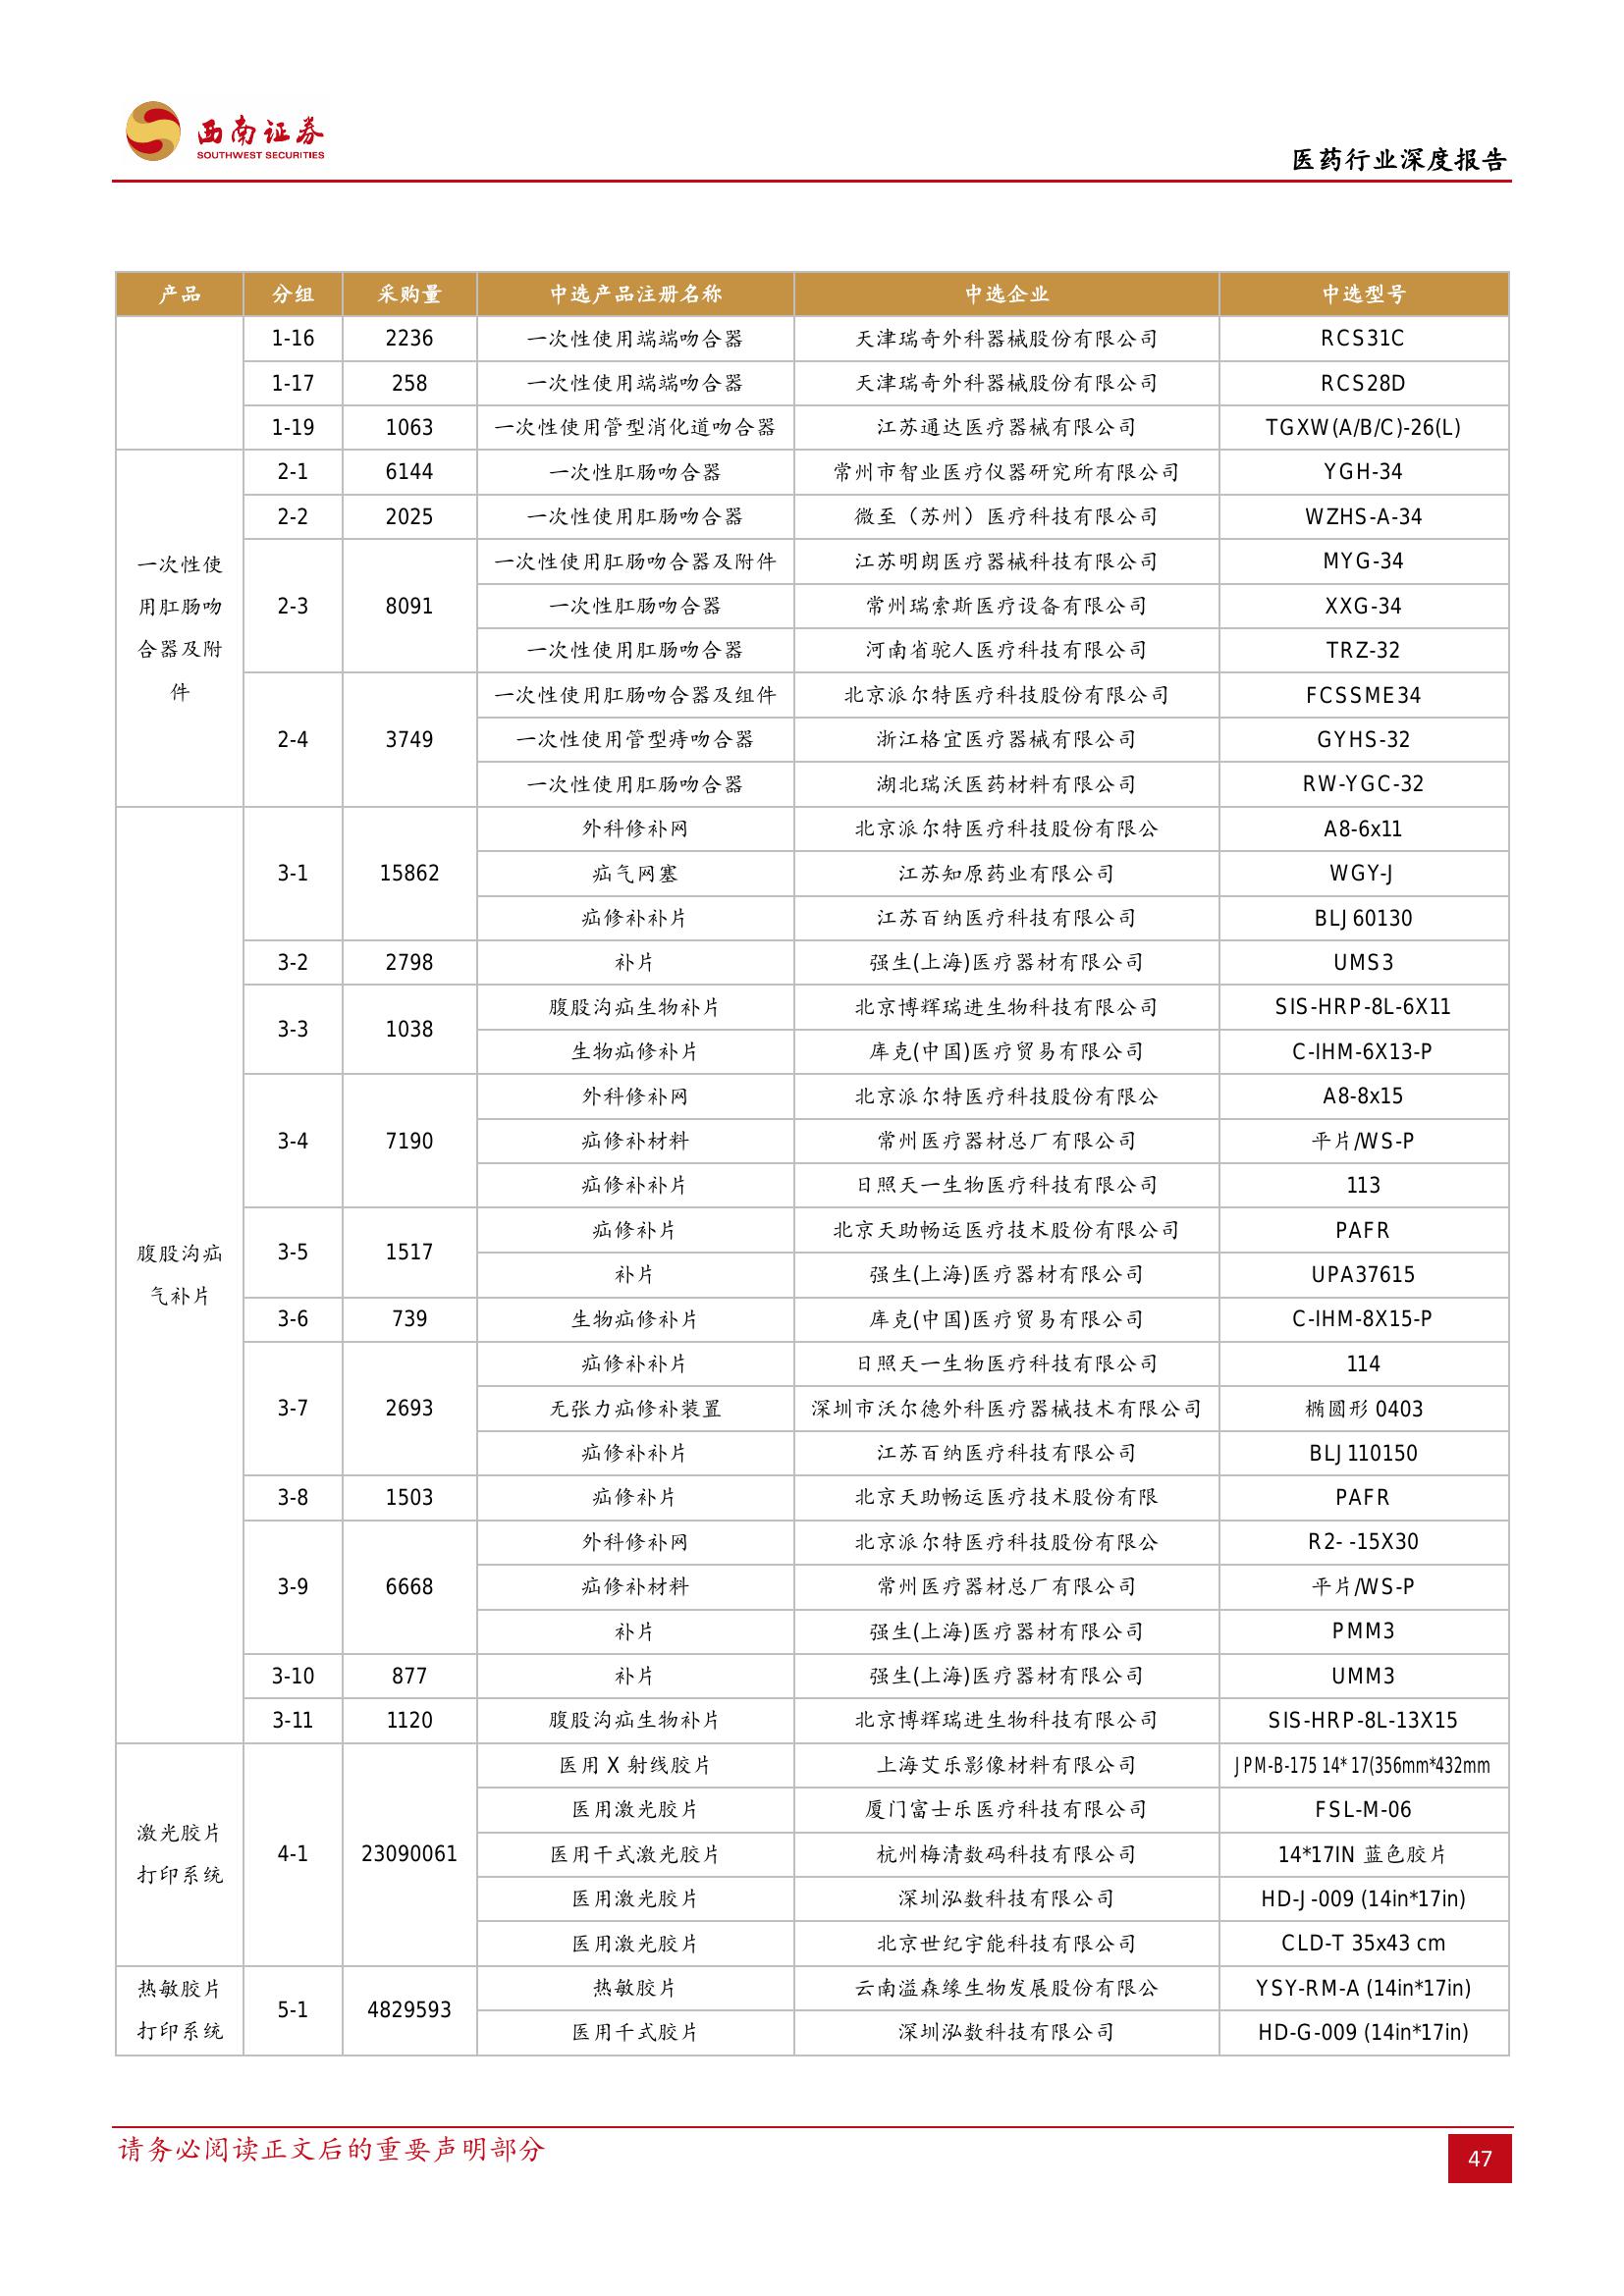 西南证券
SOUTHWEST SECURITIES
医药行业深度报告
产品 分组 采购量 中选产品注册名称 中选企业 中选型号
1-16 2236 一次性使用端端吻合器 天津瑞奇外科器械股份有限公司 RCS31C
1-17 258 一次性使用端端吻合器 天津瑞奇外科器械股份有限公司 RCS28D
1-19 1063 一次性使用管型消化道吻合器 江苏通达医疗器械有限公司 TGXW(A/B/C)-26(L)
一次性使
用肛肠吻
合器及附
件
2-1 6144 一次性肛肠吻合器 常州市智业医疗仪器研究所有限公司 YGH-34
2-2 2025 一次性使用肛肠吻合器 微至（苏州）医疗科技有限公司 WZHS-A-34
2-3 8091 一次性使用肛肠吻合器及附件 江苏明朗医疗器械科技有限公司 MYG-34
一次性肛肠吻合器 常州瑞索斯医疗设备有限公司 XXG-34
一次性使用肛肠吻合器 河南省驼人医疗科技有限公司 TRZ-32
2-4 3749 一次性使用肛肠吻合器及组件 北京派尔特医疗科技股份有限公司 FCSSME34
一次性使用管型痔吻合器 浙江格宜医疗器械有限公司 GYHS-32
一次性使用肛肠吻合器 湖北瑞沃医药材料有限公司 RW-YGC-32
腹股沟疝
气补片
3-1 15862 外科修补网 北京派尔特医疗科技股份有限公 A8-6x11
疝气网塞 江苏知原药业有限公司 WGY-J
疝修补补片 江苏百纳医疗科技有限公司 BLJ60130
3-2 2798 补片 强生(上海)医疗器材有限公司 UMS3
3-3 1038 腹股沟疝生物补片 北京博辉瑞进生物科技有限公司 SIS-HRP-8L-6X11
生物疝修补片 库克(中国)医疗贸易有限公司 C-IHM-6X13-P
3-4 7190 外科修补网 北京派尔特医疗科技股份有限公 A8-8x15
疝修补材料 常州医疗器材总厂有限公司 平片/WS-P
疝修补补片 日照天一生物医疗科技有限公司 113
3-5 1517 疝修补片 北京天助畅运医疗技术股份有限公司 PAFR
补片 强生(上海)医疗器材有限公司 UPA37615
3-6 739 生物疝修补片 库克(中国)医疗贸易有限公司 C-IHM-8X15-P
3-7 2693 疝修补补片 日照天一生物医疗科技有限公司 114
无张力疝修补装置 深圳市沃尔德外科医疗器械技术有限公司 椭圆形 0403
疝修补补片 江苏百纳医疗科技有限公司 BLJ110150
3-8 1503 疝修补片 北京天助畅运医疗技术股份有限 PAFR
3-9 6668 外科修补网 北京派尔特医疗科技股份有限公 R2- -15X30
疝修补材料 常州医疗器材总厂有限公司 平片/WS-P
补片 强生(上海)医疗器材有限公司 PMM3
3-10 877 补片 强生(上海)医疗器材有限公司 UMM3
3-11 1120 腹股沟疝生物补片 北京博辉瑞进生物科技有限公司 SIS-HRP-8L-13X15
激光胶片
打印系统
4-1 23090061 医用 X 射线胶片 上海艾乐影像材料有限公司 JPM-B-175 14* 17(356mm*432mm
医用激光胶片 厦门富士乐医疗科技有限公司 FSL-M-06
医用干式激光胶片 杭州梅清数码科技有限公司 14*17IN 蓝色胶片
医用激光胶片 深圳泓数科技有限公司 HD-J-009 (14in*17in)
医用激光胶片 北京世纪宇能科技有限公司 CLD-T 35x43 cm
热敏胶片
打印系统
5-1 4829593 热敏胶片 云南溢森缘生物发展股份有限公 YSY-RM-A (14in*17in)
医用干式胶片 深圳泓数科技有限公司 HD-G-009 (14in*17in)
请务必阅读正文后的重要声明部分
47